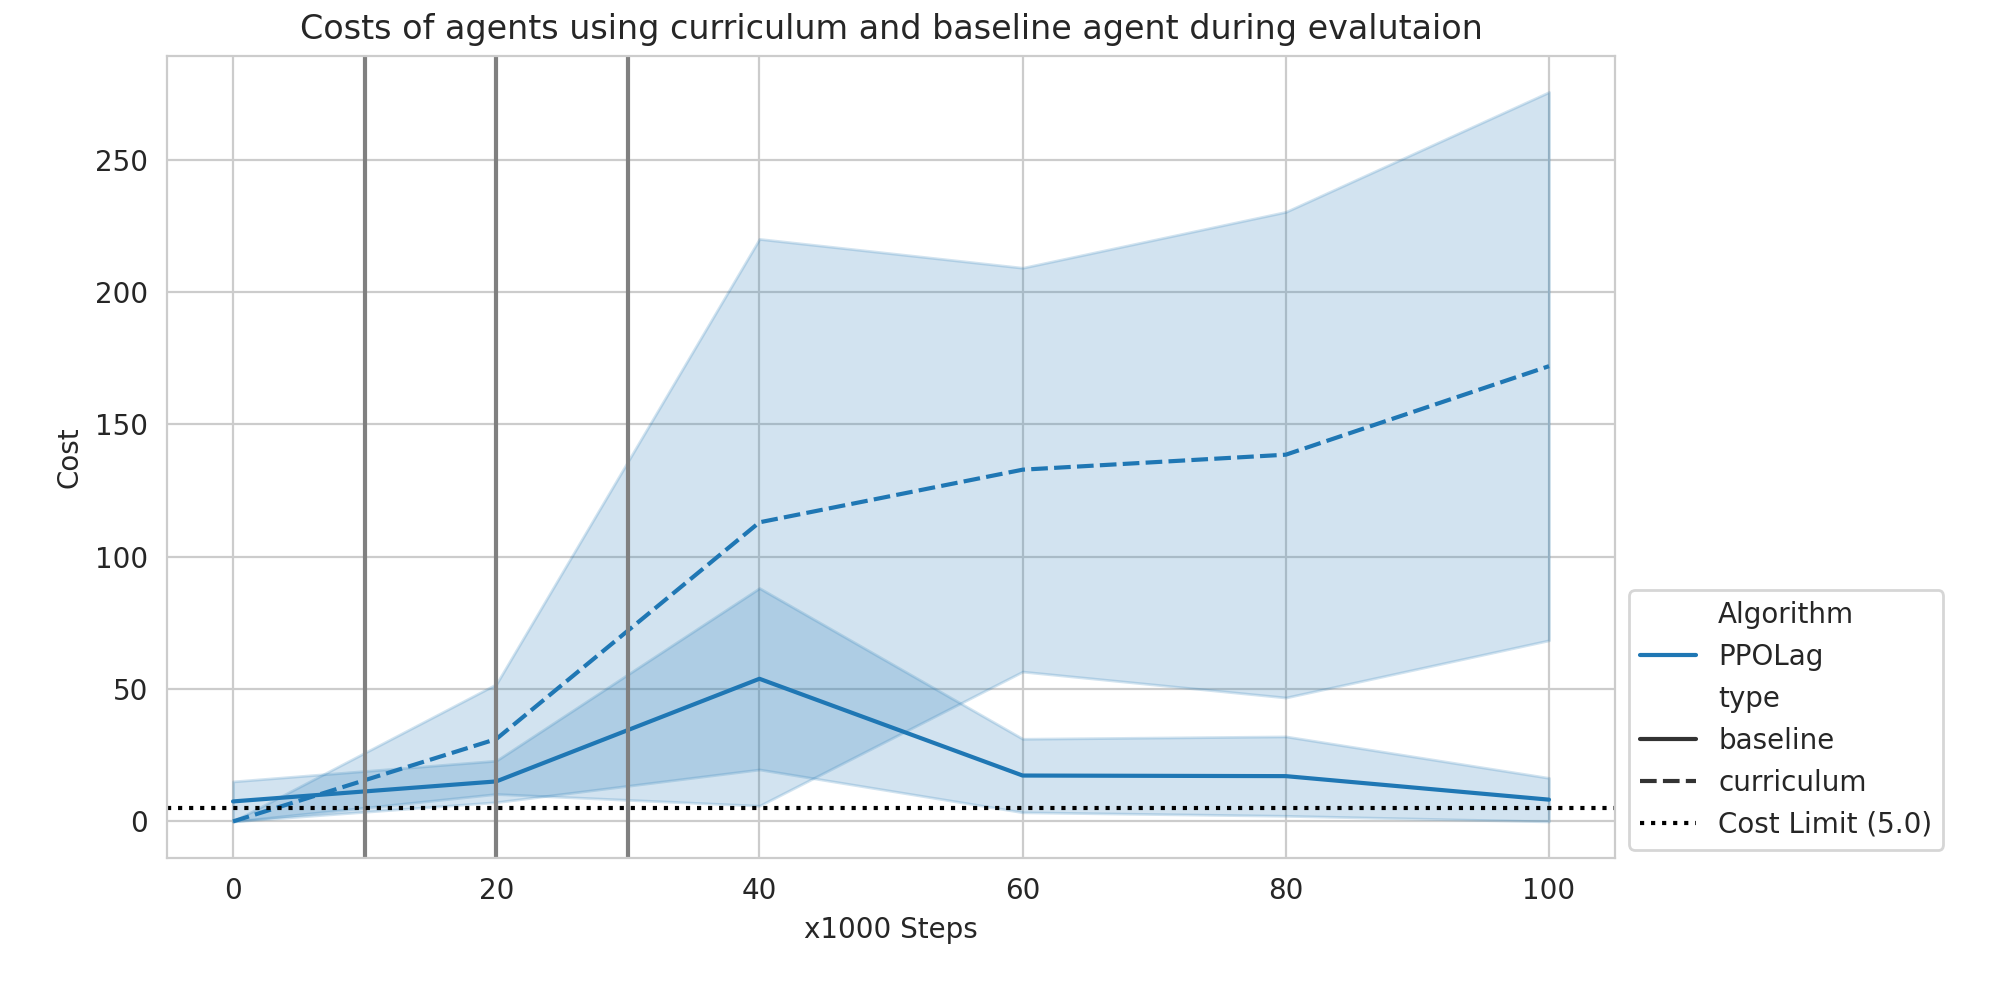 Costs of agents using curriculum and baseline agent during evalutaion
Cost
250
200
150
100
50
0
0 20 40 60 80 100
x1000 Steps
Algorithm
PPOLag
type
baseline
curriculum
Cost Limit (5.0)